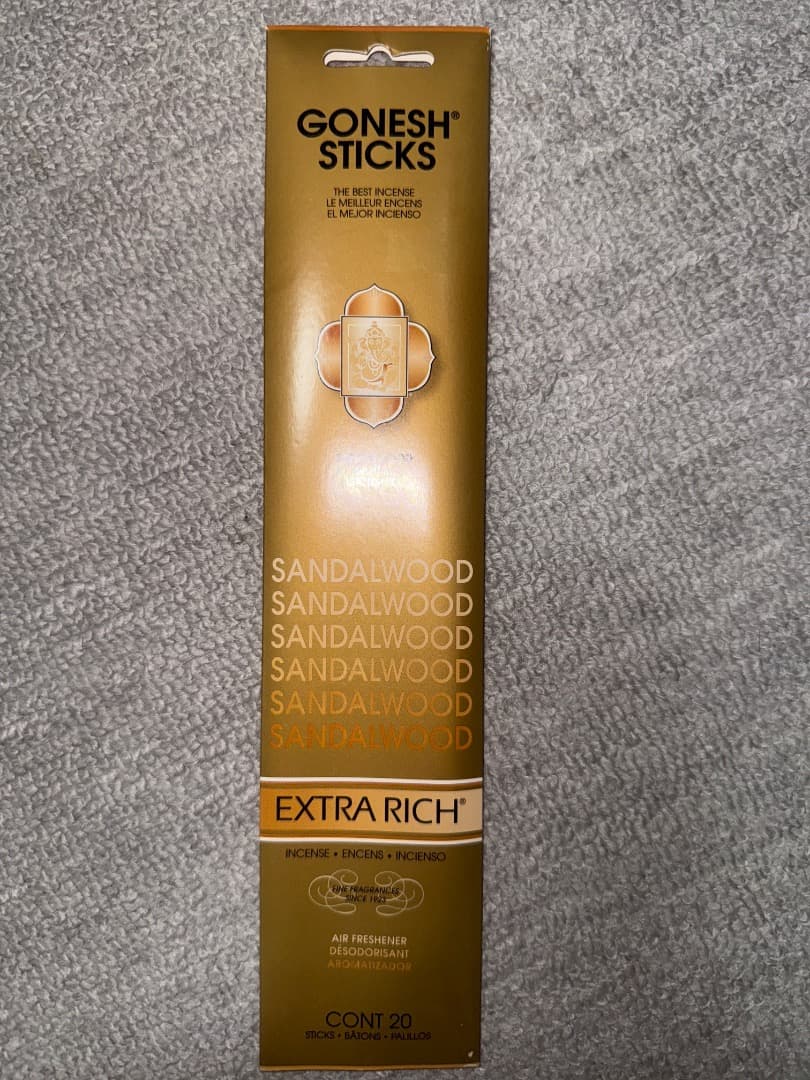 GONESH®
STICKS
THE BEST INCENSE
LE MEILLEUR ENCENS
EL MEJOR INCIENSO
SANDALWOOD
SANDALWOOD
SANDALWOOD
SANDALWOOD
SANDALWOOD
SANDALWOOD
EXTRA RICH®
INCENSE • ENCENS • INCIENSO
FINE FRAGRANCES
SINCE 1923
AIR FRESHENER
DÉSODORISANT
AROMATIZADOR
CONT 20
STICKS • BÂTONS • PALILLOS